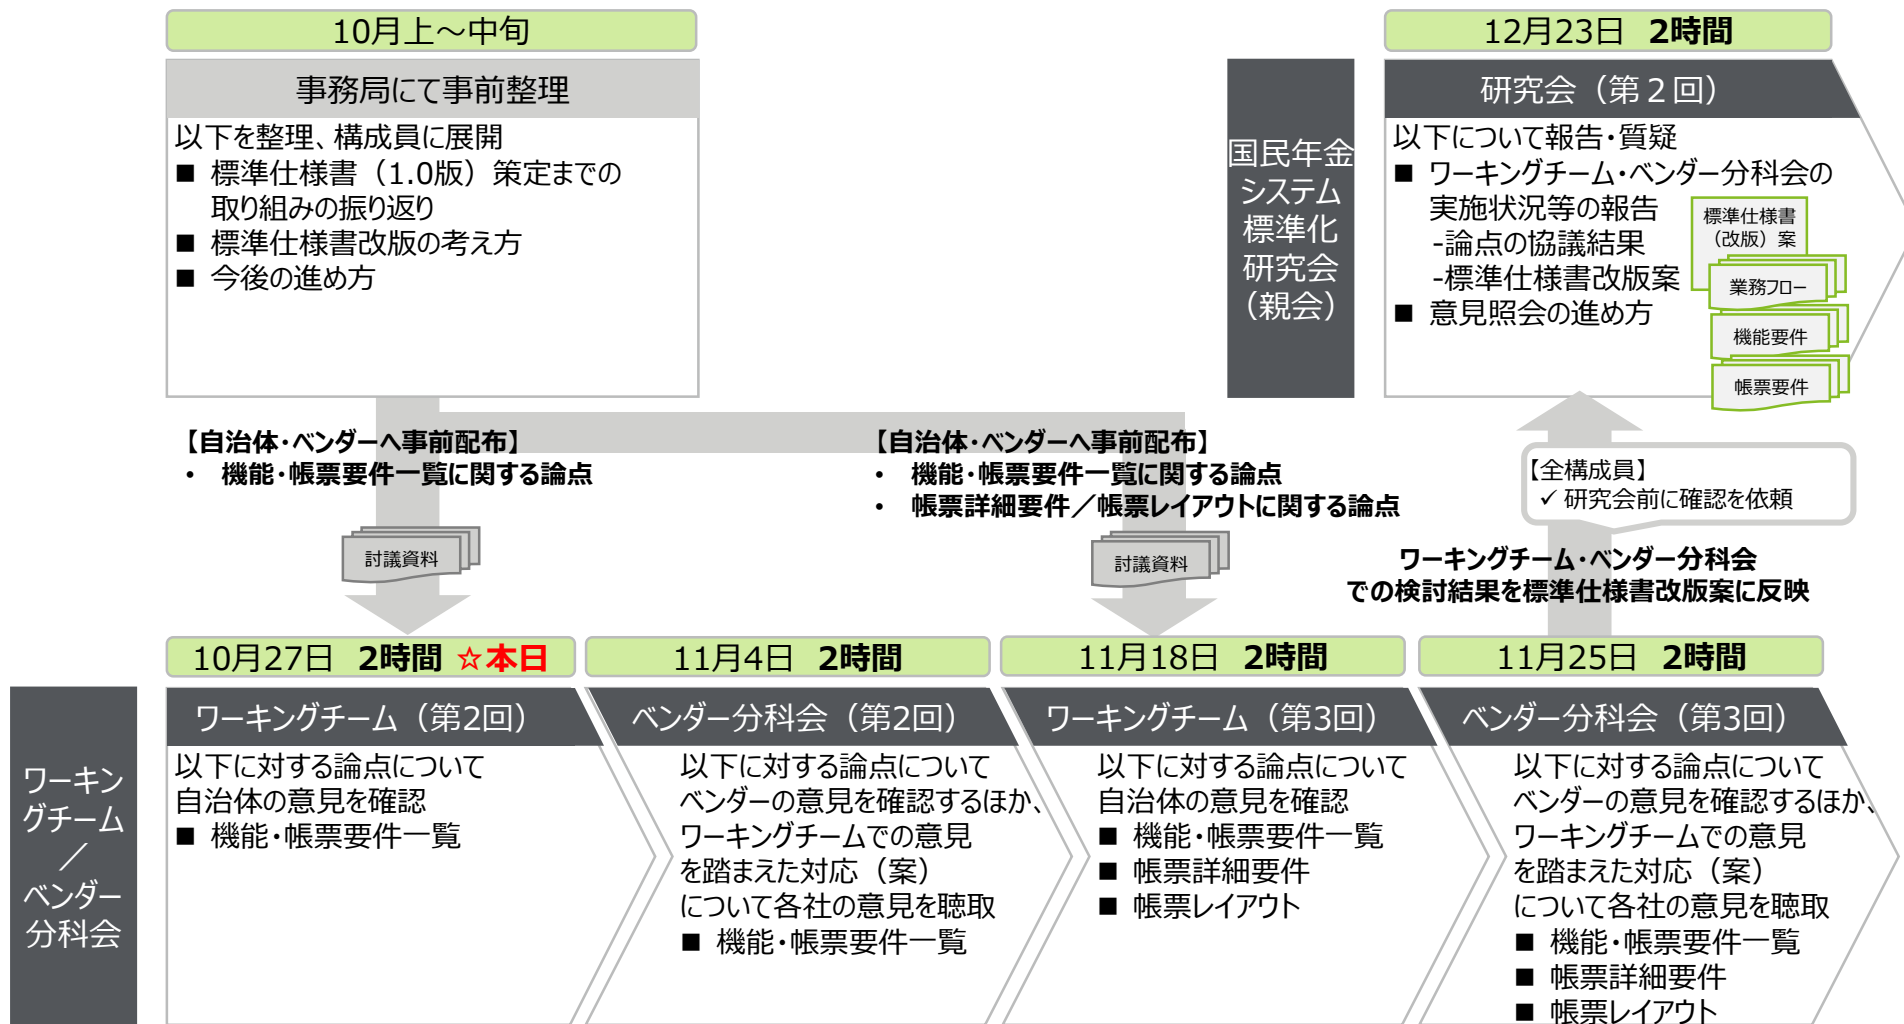 10月上～中旬
事務局にて事前整理
以下を整理、構成員に展開
■ 標準仕様書（1.0版）策定までの
取り組みの振り返り
■ 標準仕様書改版の考え方
■ 今後の進め方
国民年金
システム
標準化
研究会
（親会）
12月23日 2時間
研究会（第２回）
以下について報告・質疑
■ ワーキングチーム・ベンダー分科会の
実施状況等の報告
-論点の協議結果
-標準仕様書改版案
■ 意見照会の進め方
標準仕様書
（改版）案
業務フロー
機能要件
帳票要件
【自治体・ベンダーへ事前配布】
• 機能・帳票要件一覧に関する論点
討議資料
【自治体・ベンダーへ事前配布】
• 機能・帳票要件一覧に関する論点
• 帳票詳細要件／帳票レイアウトに関する論点
討議資料
【全構成員】
✓ 研究会前に確認を依頼
ワーキングチーム・ベンダー分科会
での検討結果を標準仕様書改版案に反映
ワーキン
グチーム
／
ベンダー
分科会
10月27日 2時間 ☆本日
ワーキングチーム（第2回）
以下に対する論点について
自治体の意見を確認
■ 機能・帳票要件一覧
11月4日 2時間
ベンダー分科会（第2回）
以下に対する論点について
ベンダーの意見を確認するほか、
ワーキングチームでの意見
を踏まえた対応（案）
について各社の意見を聴取
■ 機能・帳票要件一覧
11月18日 2時間
ワーキングチーム（第3回）
以下に対する論点について
自治体の意見を確認
■ 機能・帳票要件一覧
■ 帳票詳細要件
■ 帳票レイアウト
11月25日 2時間
ベンダー分科会（第3回）
以下に対する論点について
ベンダーの意見を確認するほか、
ワーキングチームでの意見
を踏まえた対応（案）
について各社の意見を聴取
■ 機能・帳票要件一覧
■ 帳票詳細要件
■ 帳票レイアウト